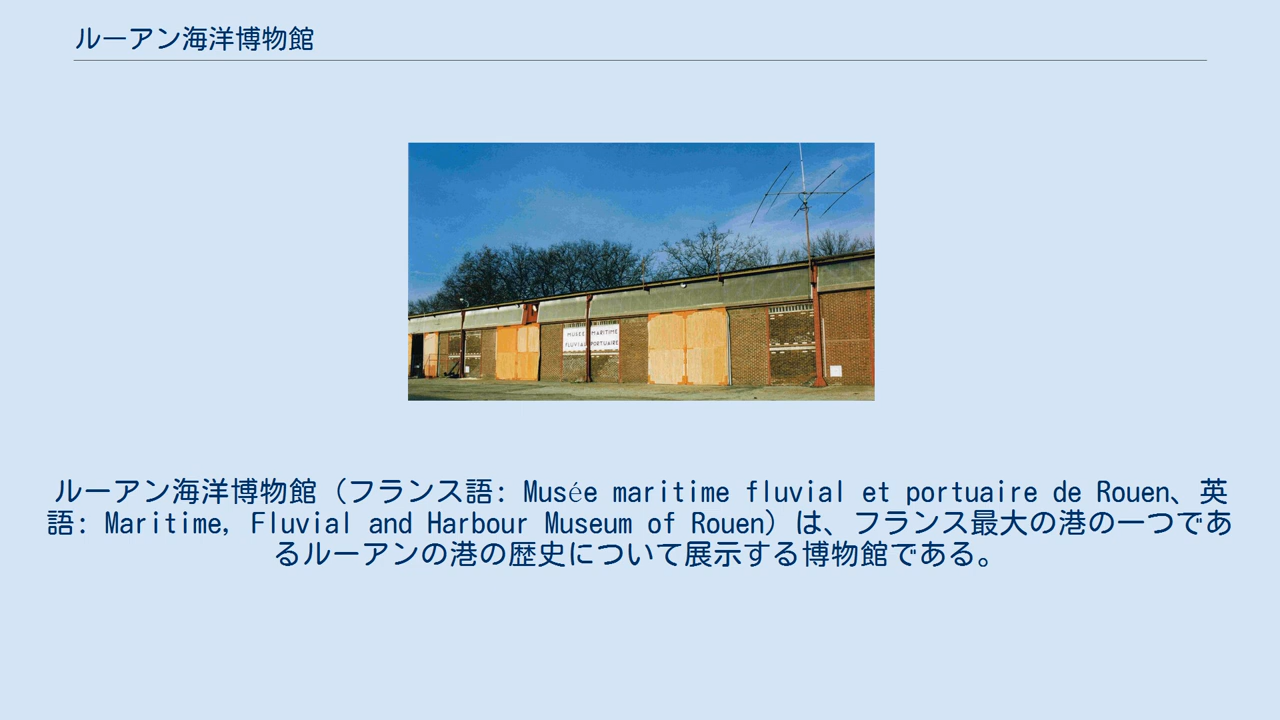 ルーアン海洋博物館
MUSEE MARITIME
FLUVIAL PORTUAIRE
ルーアン海洋博物館（フランス語: Musée maritime fluvial et portuaire de Rouen、英
語: Maritime, Fluvial and Harbour Museum of Rouen）は、フランス最大の港の一つであ
るルーアンの港の歴史について展示する博物館である。